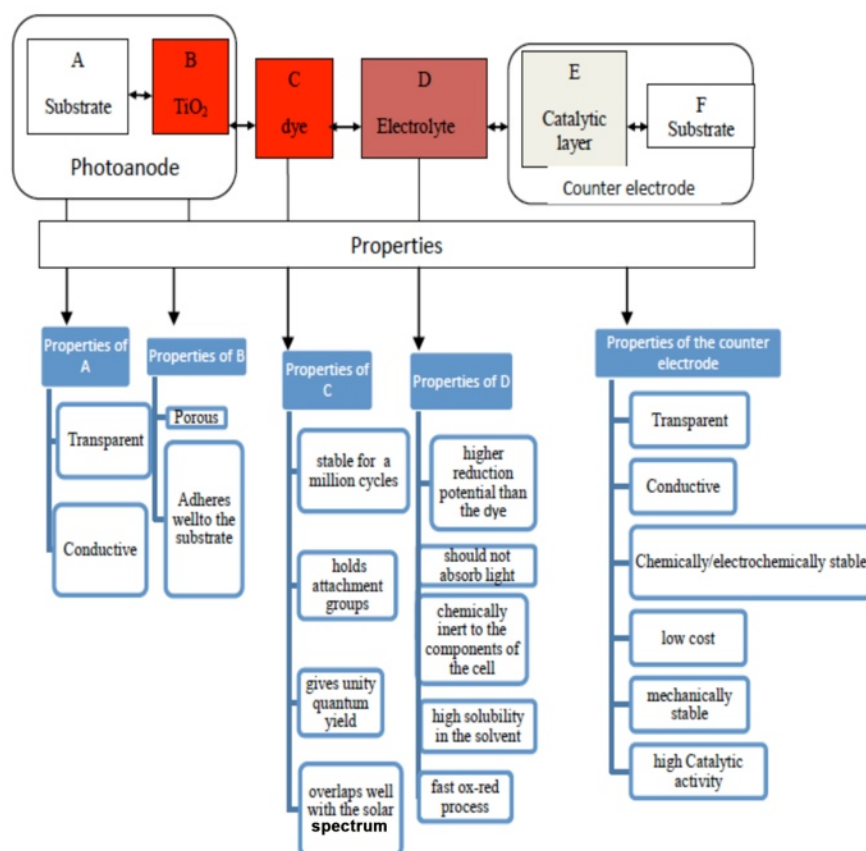 A
Substrate
B
TiO₂
C
dye
D
Electrolyte
E
Catalytic
layer
F
Substrate
Photoanode
Counter electrode
Properties
Properties of
A
Transparent
Conductive
Properties of B
Porous
Adheres
wellto the
substrate
Properties of
C
stable for a
million cycles
holds
attachment
groups
gives unity
quantum
yield
overlaps well
with the solar
spectrum
Properties of D
higher
reduction
potential than
the dye
should not
absorb light
chemically
inert to the
components of
the cell
high solubility
in the solvent
fast ox-red
process
Properties of the counter
electrode
Transparent
Conductive
Chemically/electrochemically stable
low cost
mechanically
stable
high Catalytic
activity